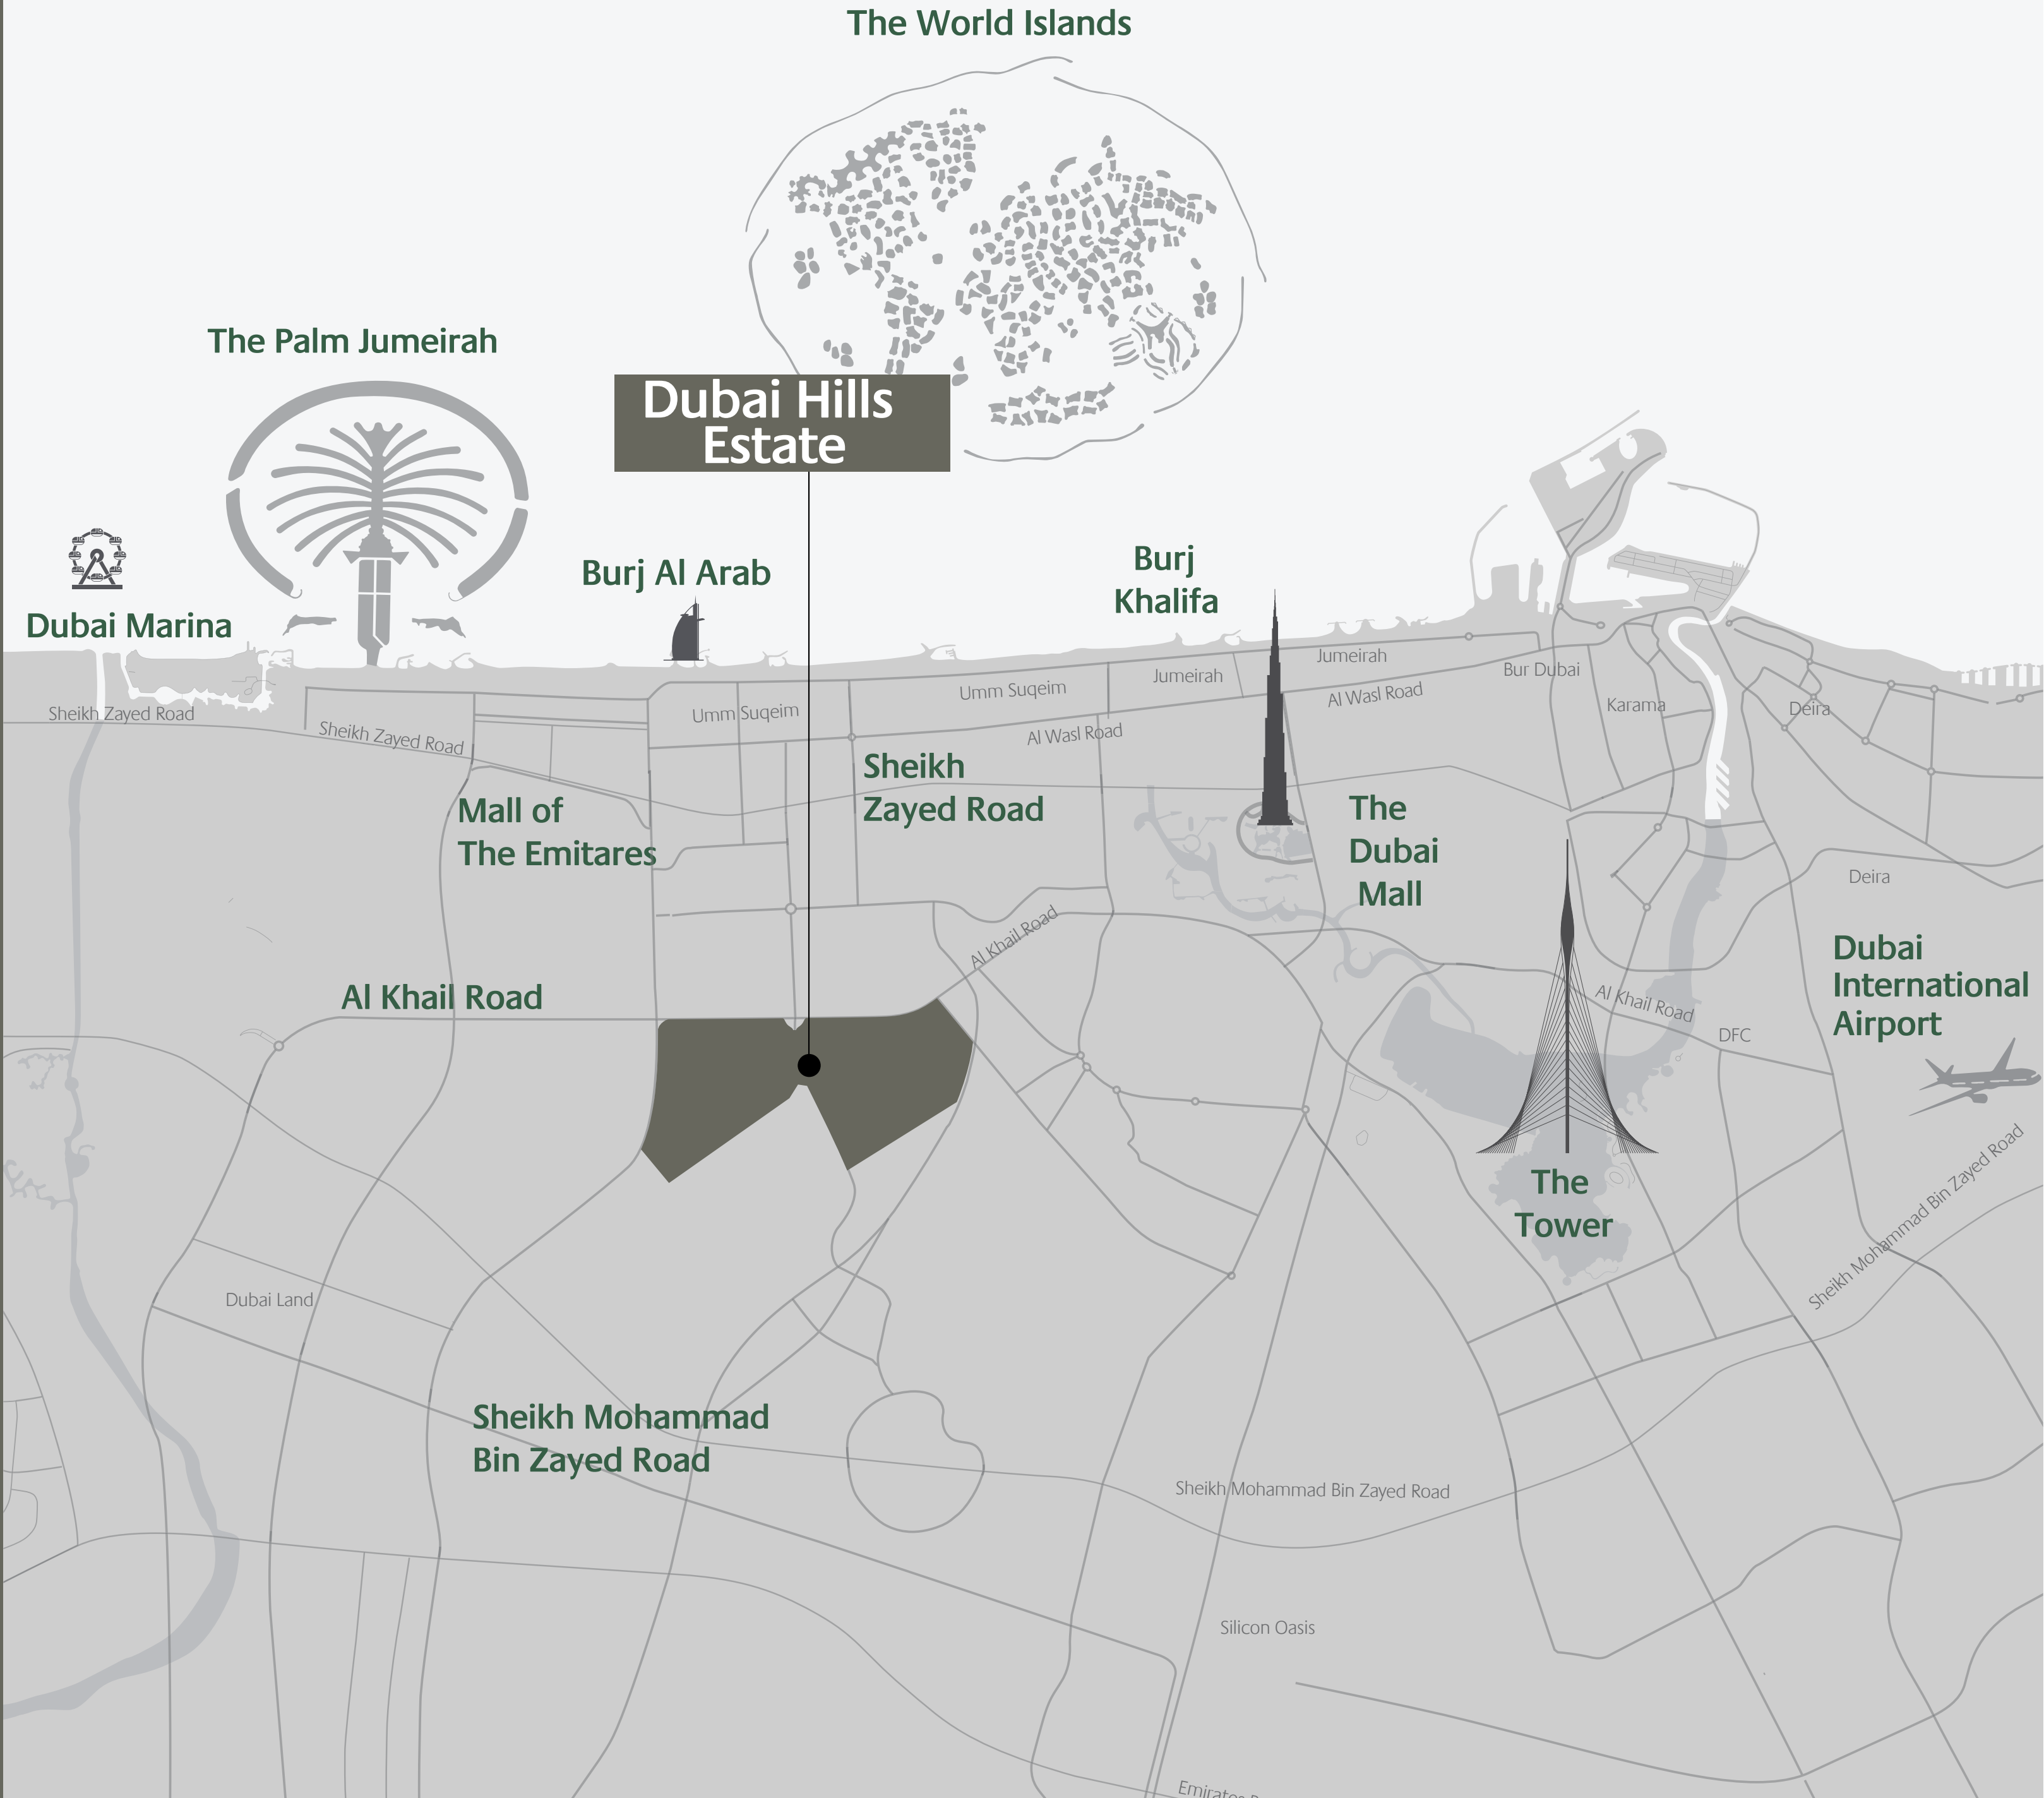 The World Islands
The Palm Jumeirah
Dubai Hills
Estate
Burj Al Arab
Burj
Khalifa
Dubai Marina
Jumeirah
Jumeirah
Bur Dubai
Umm Suqeim
Umm Suqeim
Al Wasl Road
Al Wasl Road
Karama
Deira
Sheikh Zayed Road
Sheikh Zayed Road
Sheikh
Zayed Road
Mall of
The Emitares
The
Dubai
Mall
Deira
Al Khail Road
Dubai
International
Airport
Al Khail Road
Al Khail Road
DFC
The
Tower
Sheikh Mohammad Bin Zayed Road
Dubai Land
Sheikh Mohammad
Bin Zayed Road
Sheikh Mohammad Bin Zayed Road
Silicon Oasis
Emirates